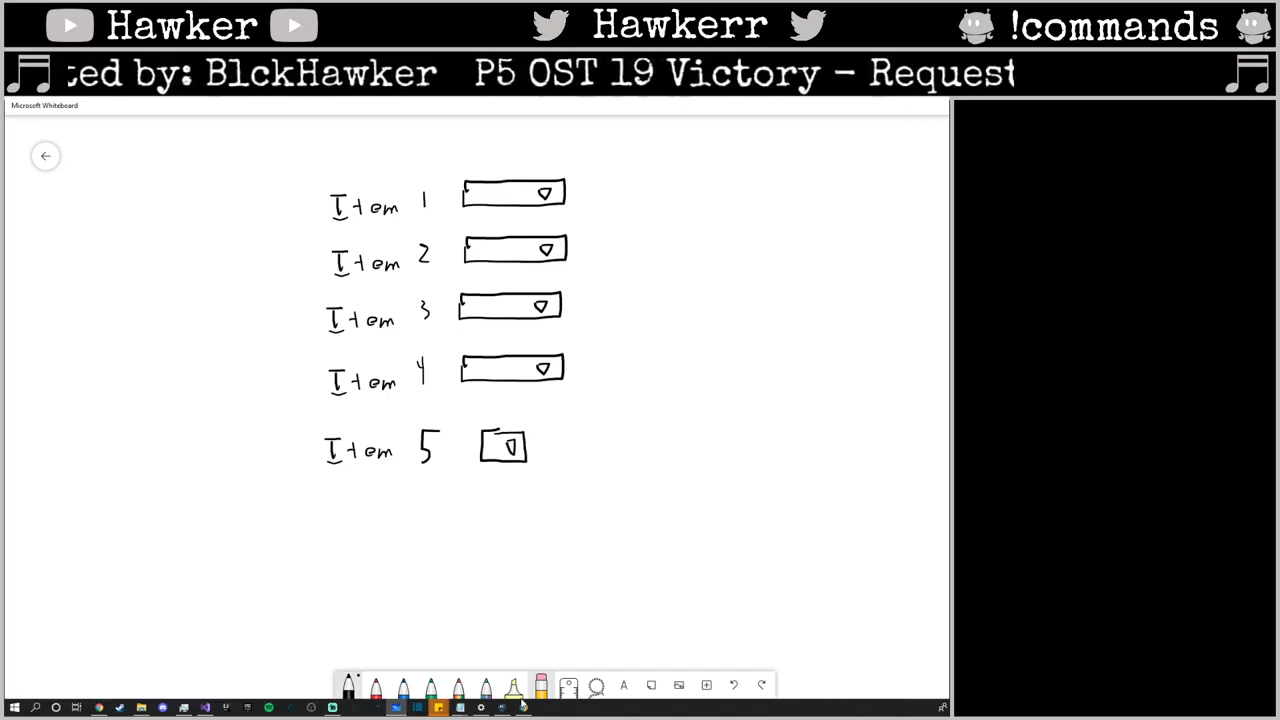 Hawker
Hawkerr
!commands
ted by: BlckHawker P5 OST 19 Victory - Request
Microsoft Whiteboard
Item 1
Item 2
Item 3
Item 4
Item 5